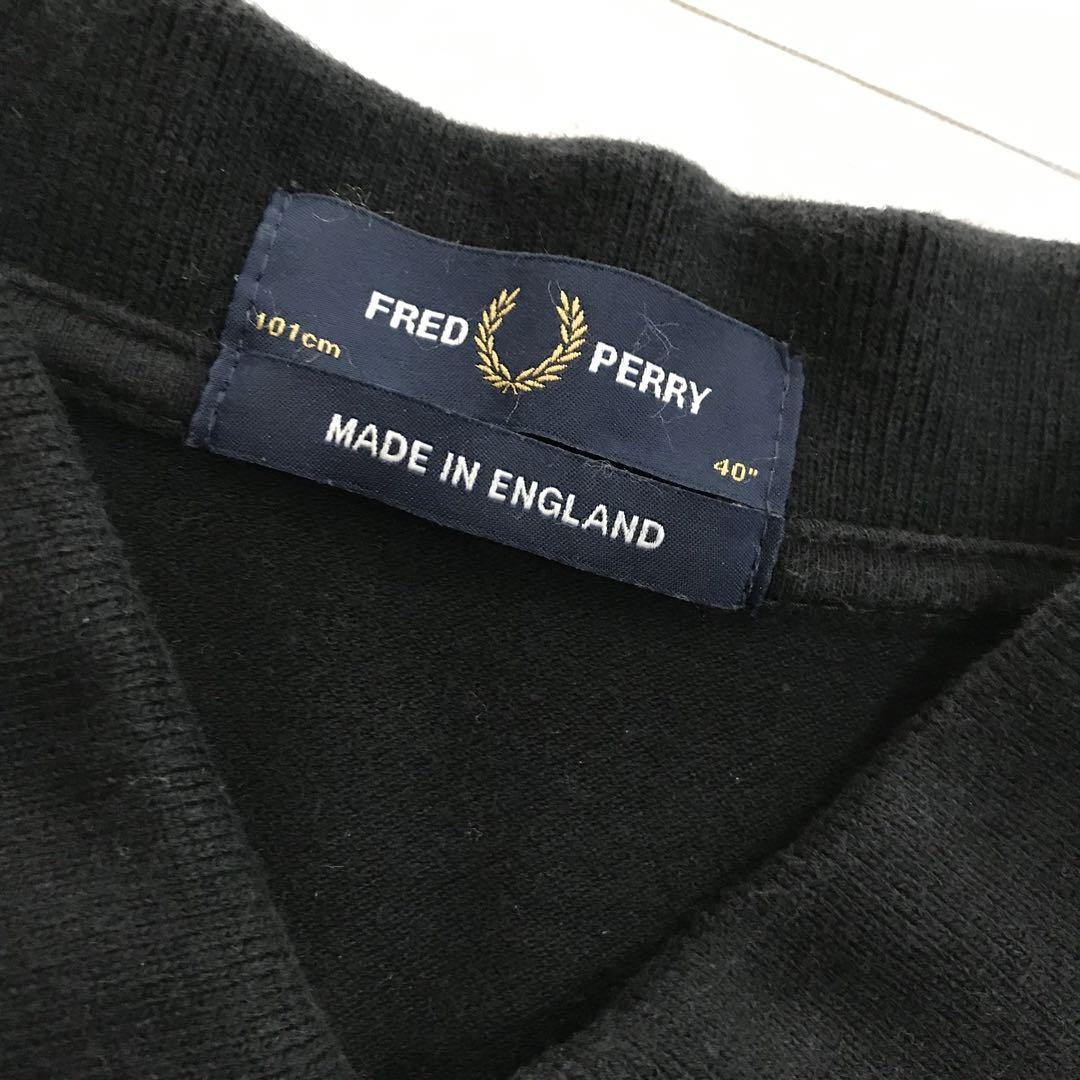 FRED PERRY
101cm
40"
MADE IN ENGLAND